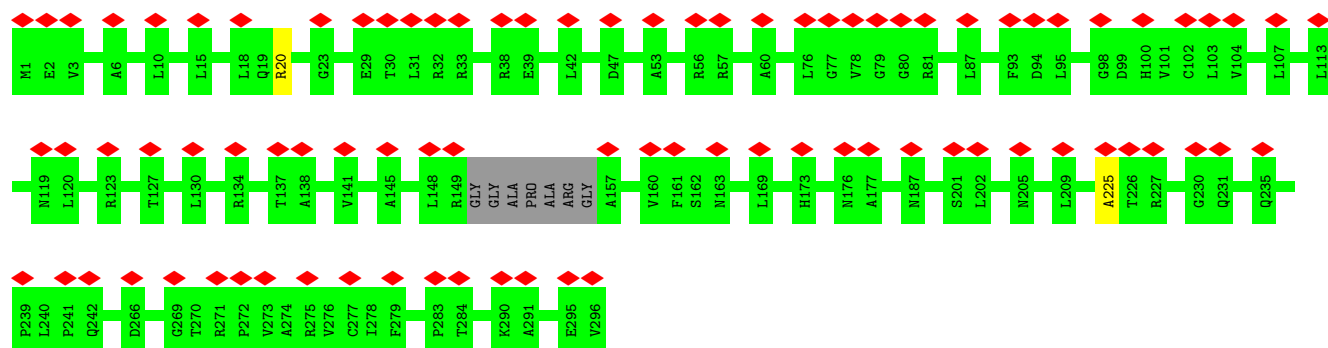 M1 E2 V3 A6 L10 L15 L18 Q19 R20 G23 E29 T30 L31 R32 R33 R38 E39 L42 D47 A53 R56 R57 A60 L76 G77 V78 G79 G80 R81 L87 F93 D94 L95 G98 D99 H100 V101 C102 L103 V104 L107 L113
N119 L120 R123 T127 L130 R134 T137 A138 V141 A145 L148 R149 GLY GLY ALA PRO ALA ARG GLY A157 V160 F161 S162 N163 L169 H173 N176 A177 N187 S201 L202 N205 L209 A225 T226 R227 G230 Q231 Q235
P239 L240 P241 Q242 D266 G269 T270 R271 P272 V273 A274 R275 V276 C277 I278 F279 P283 T284 K290 A291 E295 V296